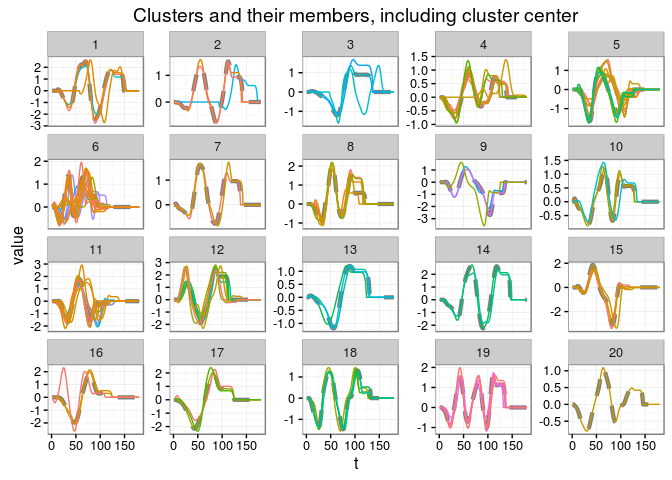 Clusters and their members, including cluster center
1 2 3 4 5
2 1 0 -1 -2 -3
1 0
1 0 -1
1.5 1.0 0.5 0.0 -0.5 -1.0
1 0 -1
6 7 8 9 10
2 1 0
2 1 0 -1
2 1 0 -1
1 0 -1 -2 -3
1.5 1.0 0.5 0.0 -0.5
value
11 12 13 14 15
3 2 1 0 -1 -2
3 2 1 0 -1 -2
1.0 0.5 0.0 -0.5 -1.0
2 0 -2
2 0 -2
16 17 18 19 20
2 1 0 -1 -2
2 1 0 -1 -2
1 0 -1
2 1 0 -1
1.0 0.5 0.0 -0.5
0 50 100 150 0 50 100 150 0 50 100 150 0 50 100 150 0 50 100 150
t